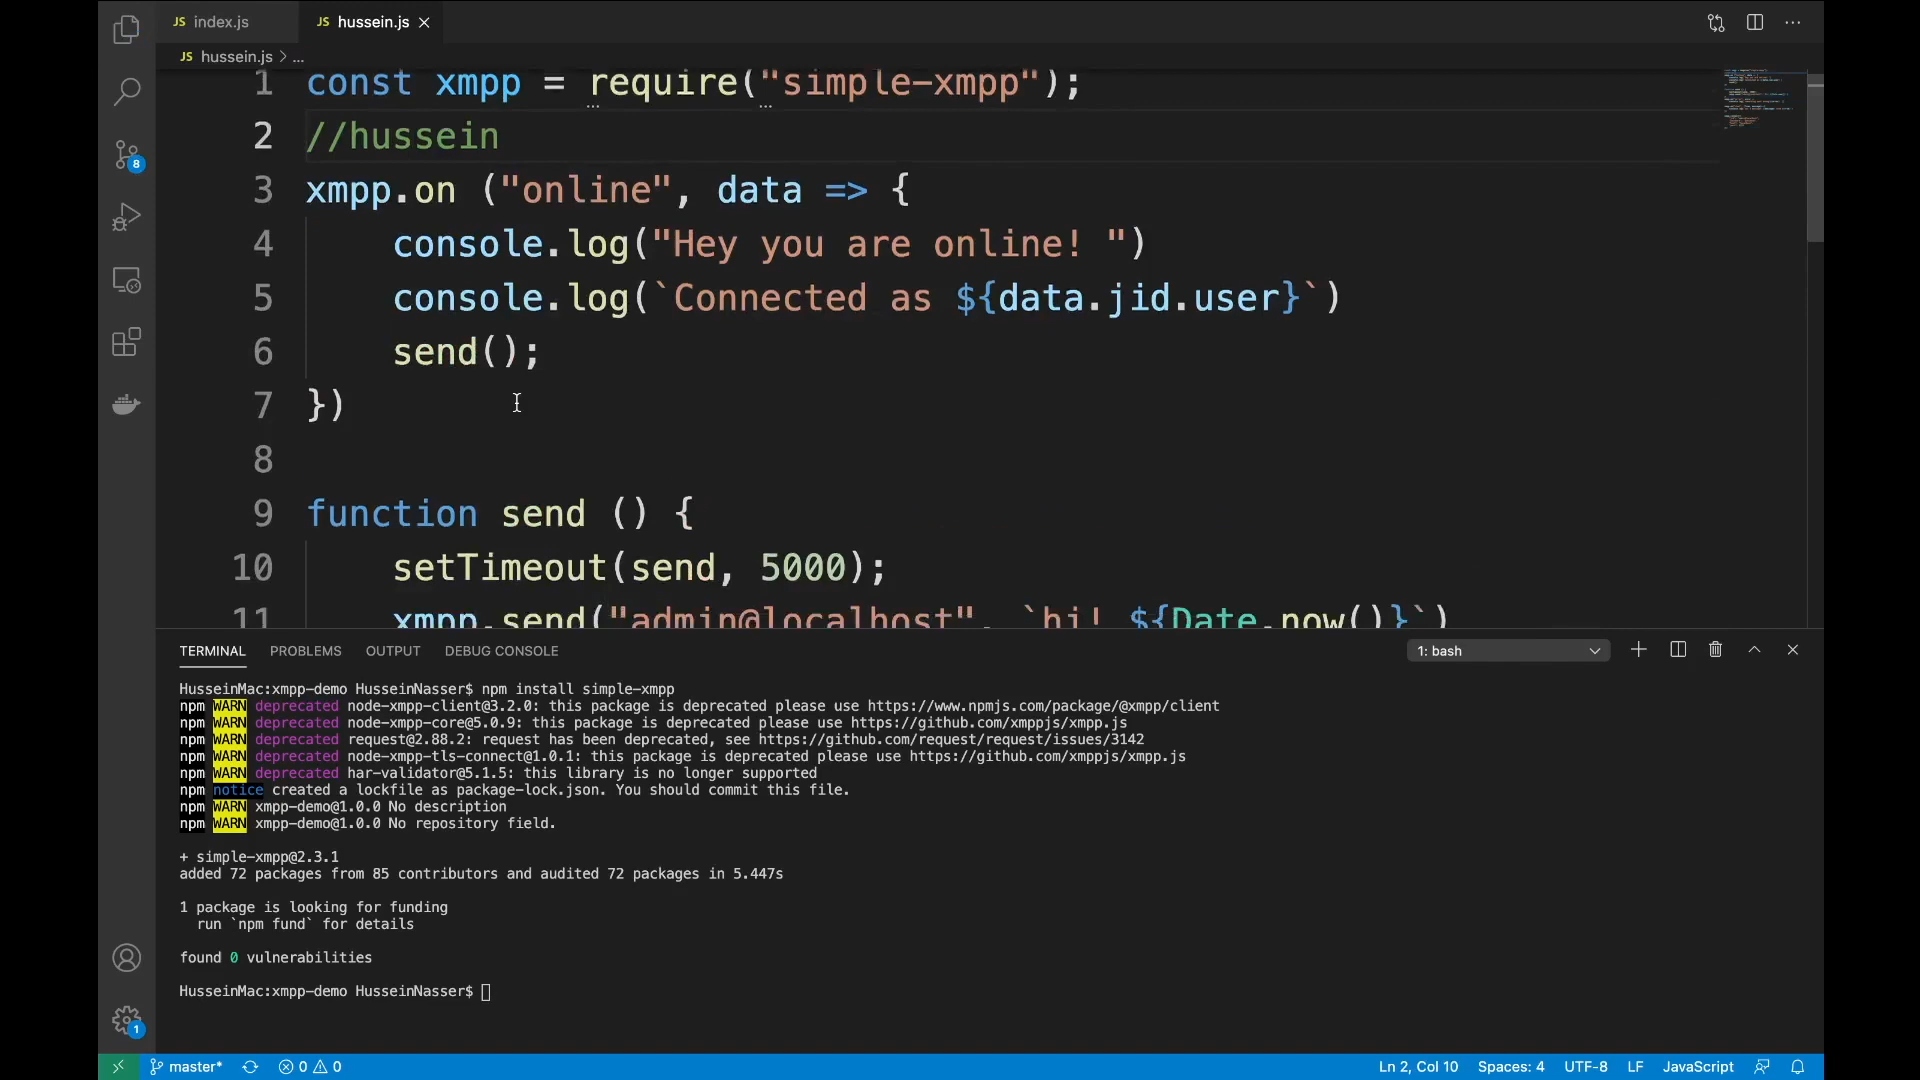 JS index.js
JS hussein.js
JS hussein.js > ...
1 const xmpp = require("simple-xmpp");
2 //hussein
3 xmpp.on ("online", data => {
4 console.log("Hey you are online! ")
5 console.log(`Connected as ${data.jid.user}`)
6 send();
7 })
8
9 function send () {
10 setTimeout(send, 5000);
11 xmpp.send("admin@localhost", `hi! ${Date.now()}`)
8
TERMINAL PROBLEMS OUTPUT DEBUG CONSOLE 1: bash
HusseinMac:xmpp-demo HusseinNasser$ npm install simple-xmpp
npm WARN deprecated node-xmpp-client@3.2.0: this package is deprecated please use https://www.npmjs.com/package/@xmpp/client
npm WARN deprecated node-xmpp-core@5.0.9: this package is deprecated please use https://github.com/xmppjs/xmpp.js
npm WARN deprecated request@2.88.2: request has been deprecated, see https://github.com/request/request/issues/3142
npm WARN deprecated node-xmpp-tls-connect@1.0.1: this package is deprecated please use https://github.com/xmppjs/xmpp.js
npm WARN deprecated har-validator@5.1.5: this library is no longer supported
npm notice created a lockfile as package-lock.json. You should commit this file.
npm WARN xmpp-demo@1.0.0 No description
npm WARN xmpp-demo@1.0.0 No repository field.
+ simple-xmpp@2.3.1
added 72 packages from 85 contributors and audited 72 packages in 5.447s
1 package is looking for funding
run `npm fund` for details
found 0 vulnerabilities
HusseinMac:xmpp-demo HusseinNasser$
1
master* 0 0 Ln 2, Col 10 Spaces: 4 UTF-8 LF JavaScript